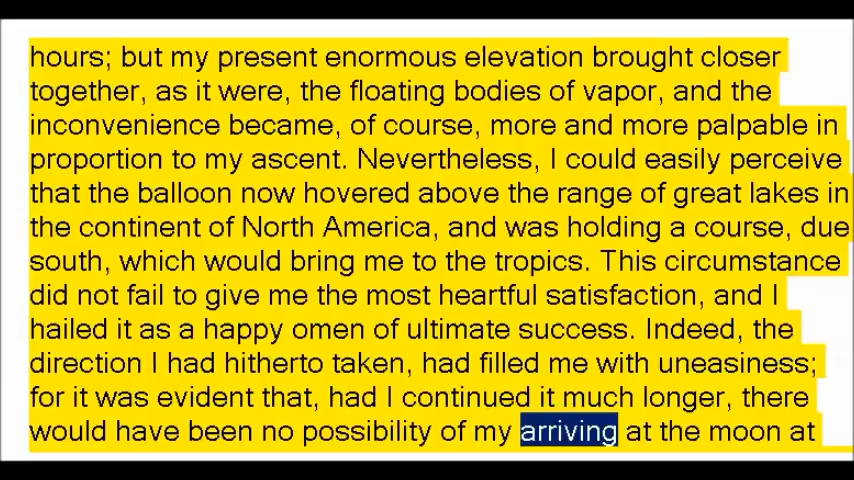 hours; but my present enormous elevation brought closer
together, as it were, the floating bodies of vapor, and the
inconvenience became, of course, more and more palpable in
proportion to my ascent. Nevertheless, I could easily perceive
that the balloon now hovered above the range of great lakes in
the continent of North America, and was holding a course, due
south, which would bring me to the tropics. This circumstance
did not fail to give me the most heartful satisfaction, and I
hailed it as a happy omen of ultimate success. Indeed, the
direction I had hitherto taken, had filled me with uneasiness;
for it was evident that, had I continued it much longer, there
would have been no possibility of my arriving at the moon at